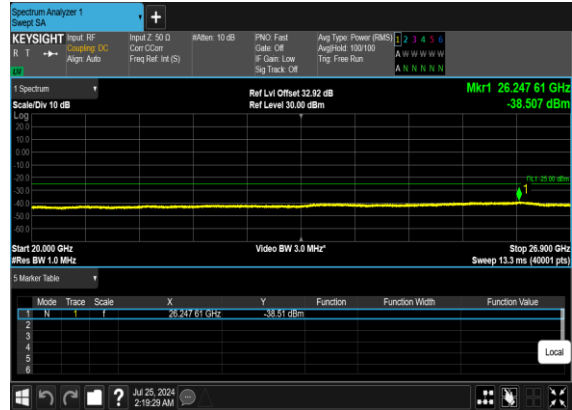 Spectrum Analyzer 1
Swept SA
+
KEYSIGHT
R T
Input: RF
Coupling: DC
Align: Auto
Input Z: 50 Ω
Corr CCorr
Freq Ref: Int (S)
#Atten: 10 dB
PNO: Fast
Gate: Off
IF Gain: Low
Sig Track: Off
Avg Type: Power (RMS)
Avg|Hold: 100/100
Trig: Free Run
1 2 3 4 5 6
A W W W W W
A N N N N N
1 Spectrum
Scale/Div 10 dB
Ref Lvl Offset 32.92 dB
Ref Level 30.00 dBm
Mkr1 26.247 61 GHz
-38.507 dBm
Log
20.0
10.0
0.00
-10.0
-20.0
-30.0
-40.0
-50.0
-60.0
DL1 -25.00 dBm
1
Start 20.000 GHz
#Res BW 1.0 MHz
Video BW 3.0 MHz*
Stop 26.900 GHz
Sweep 13.3 ms (40001 pts)
5 Marker Table
Mode Trace Scale X Y Function Function Width Function Value
1 N 1 f 26.247 61 GHz -38.51 dBm
2
3
4
5
6
Local
?
Jul 25, 2024
2:19:29 AM